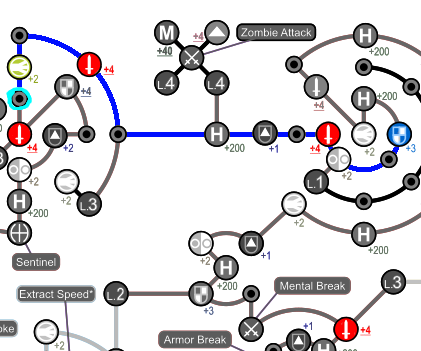 M
+40
+4
Zombie Attack
H
+200
+2
+4
L.4
L.4
+4
+4
H
+200
+4
+2
H
+200
+1
+4
+2
+3
+2
+2
L.1
+2
L.3
H
+200
+2
H
+200
Sentinel
+2
+1
H
+200
Mental Break
L.3
Extract Speed*
L.2
+3
oke
+2
Armor Break
+1
+4
H